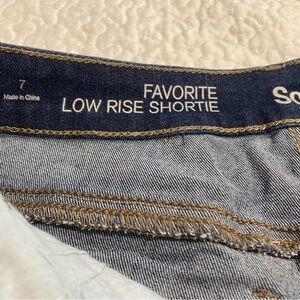 7
Made in China
FAVORITE
LOW RISE SHORTIE
So